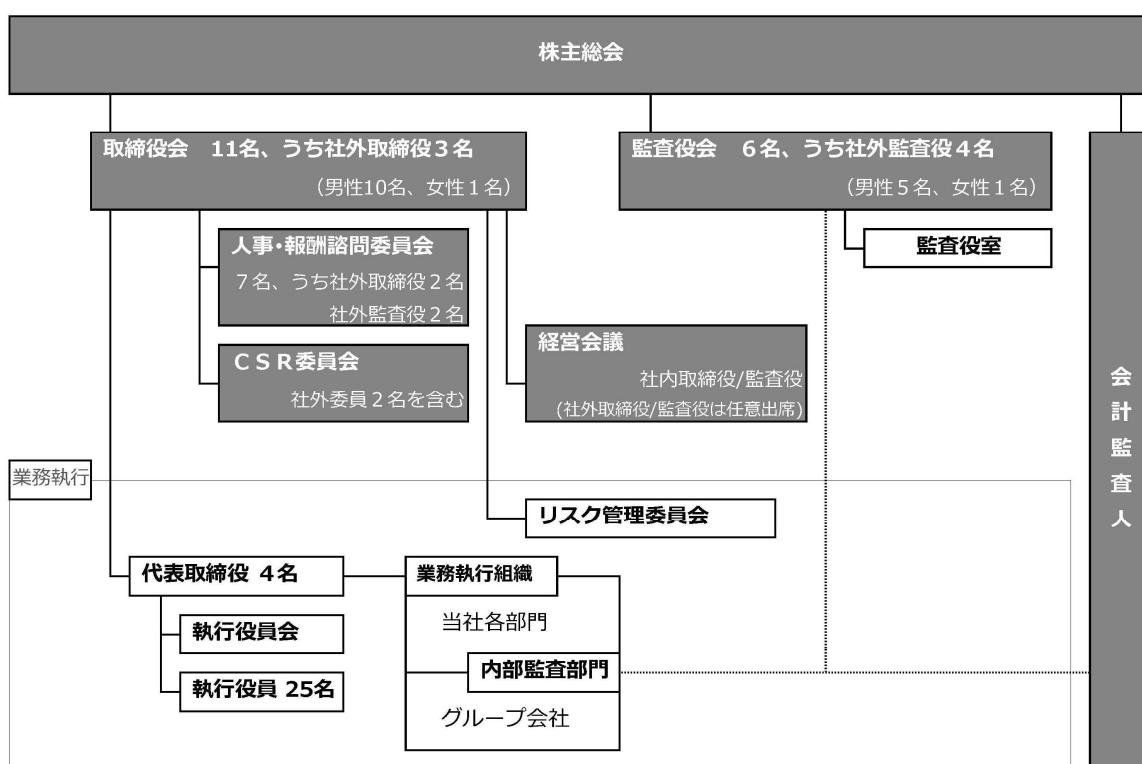 株主総会
取締役会　11名、うち社外取締役３名
（男性10名、女性１名）
監査役会　６名、うち社外監査役４名
（男性５名、女性１名）
人事・報酬諮問委員会
７名、うち社外取締役２名
社外監査役２名
監査役室
ＣＳＲ委員会
社外委員２名を含む
経営会議
社内取締役/監査役
(社外取締役/監査役は任意出席)
会計監査人
業務執行
リスク管理委員会
代表取締役 ４名
業務執行組織
執行役員会
当社各部門
執行役員 25名
内部監査部門
グループ会社